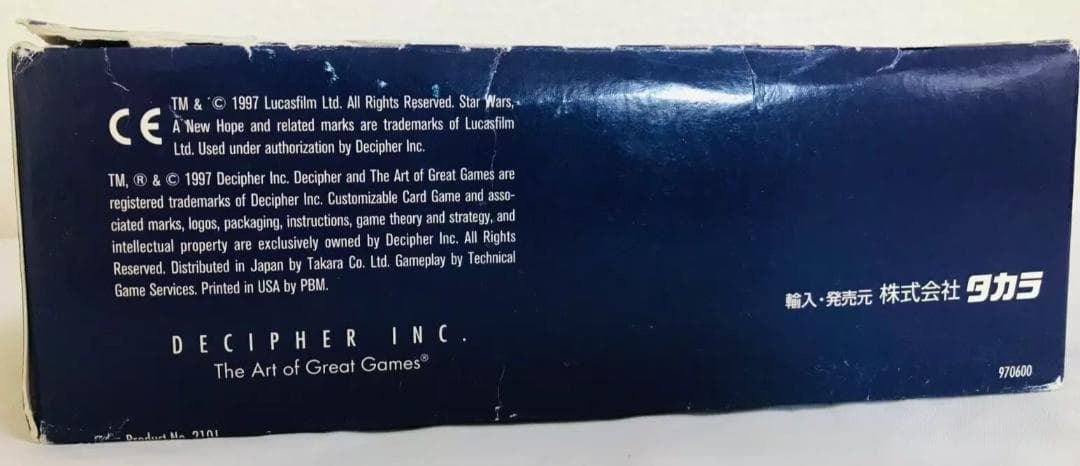 CE
TM & © 1997 Lucasfilm Ltd. All Rights Reserved. Star Wars,
A New Hope and related marks are trademarks of Lucasfilm
Ltd. Used under authorization by Decipher Inc.
TM, ® & © 1997 Decipher Inc. Decipher and The Art of Great Games are
registered trademarks of Decipher Inc. Customizable Card Game and asso-
ciated marks, logos, packaging, instructions, game theory and strategy, and
intellectual property are exclusively owned by Decipher Inc. All Rights
Reserved. Distributed in Japan by Takara Co. Ltd. Gameplay by Technical
Game Services. Printed in USA by PBM.
輸入・発売元 株式会社 タカラ
DECIPHER INC.
The Art of Great Games®
970600
Product No 2101